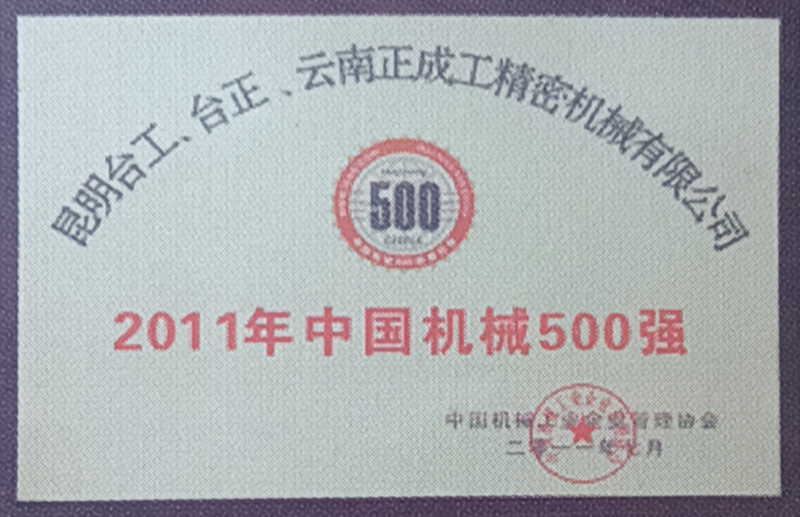 昆明台工、台正、云南正成工精密机械有限公司
500
CHINA
2011年中国机械500强
中国机械工业企业管理协会
二零一一年七月